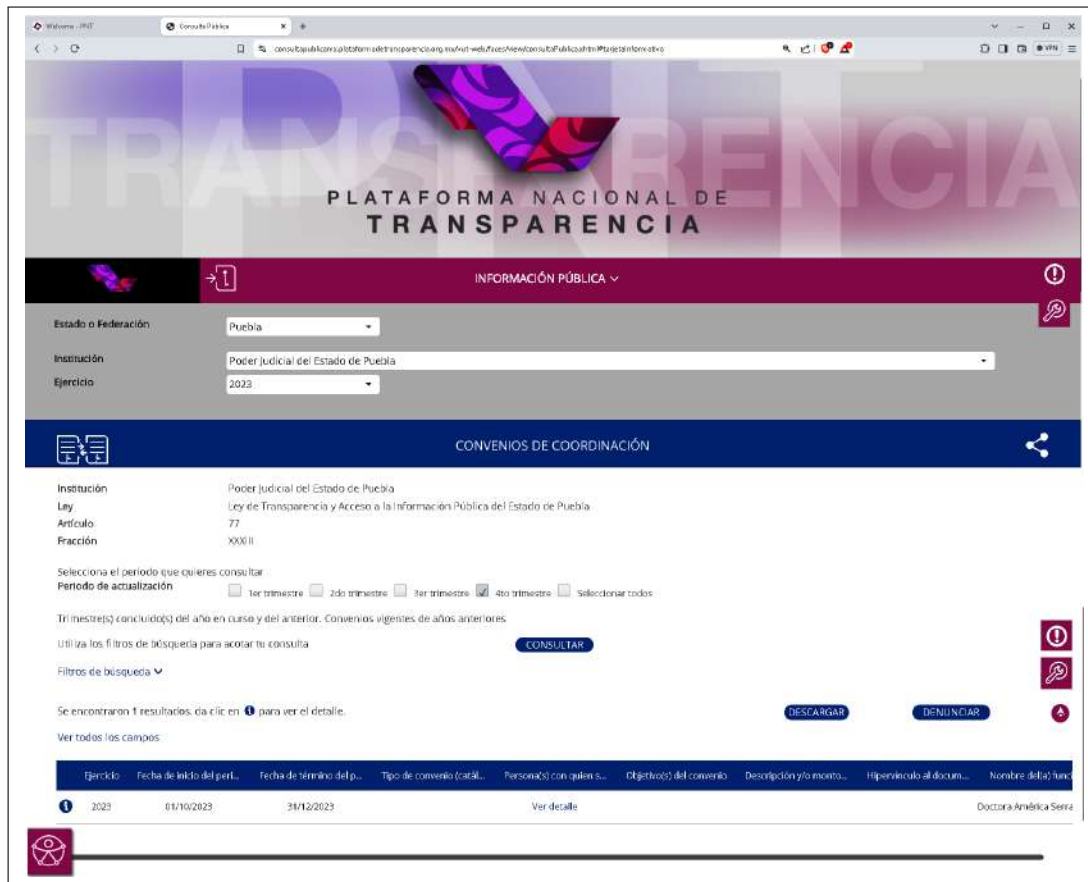 Welcome - PNT
Consulta Pública
VPN
TRANSPARENCIA
PNT
PLATAFORMA NACIONAL DE
TRANSPARENCIA
INFORMACIÓN PÚBLICA
Estado o Federación Puebla
Institución Poder Judicial del Estado de Puebla
Ejercicio 2023
CONVENIOS DE COORDINACIÓN
Institución Poder Judicial del Estado de Puebla
Ley Ley de Transparencia y Acceso a la Información Pública del Estado de Puebla
Artículo 77
Fracción
Selecciona el periodo que quieres consultar
Periodo de actualización 1er trimestre 2do trimestre 3er trimestre 4to trimestre Seleccionar todos
Trimestre(s) concluido(s) del año en curso y del anterior. Convenios vigentes de años anteriores
Utiliza los filtros de búsqueda para acotar tu consulta CONSULTAR
Filtros de búsqueda
Se encontraron 1 resultados, da clic en i para ver el detalle. DESCARGAR DENUNCIAR
Ver todos los campos
Ejercicio Fecha de inicio del peri... Fecha de término del p... Tipo de convenio (catál... Persona(s) con quien s... Objetivo(s) del convenio Descripción y/o monto... Hipervínculo al docum... Nombre del(a) funci
2023 01/10/2023 31/12/2023 Ver detalle Doctora América Serra